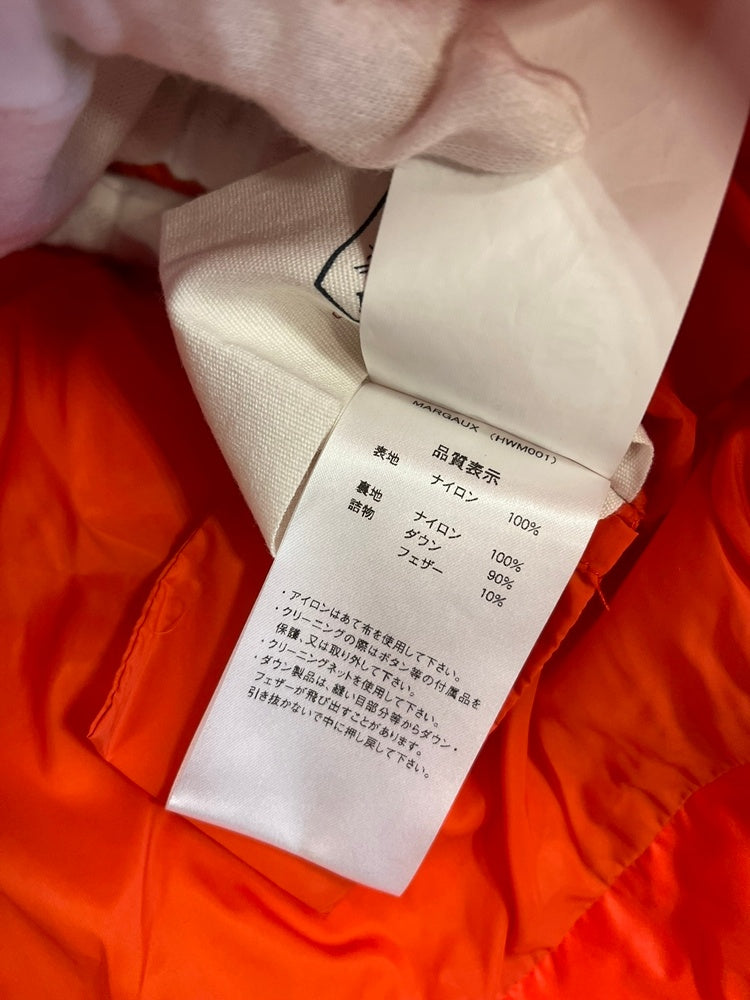 MARGAUX (HWM001)
品質表示
表地 ナイロン 100%
裏地 ナイロン 100%
詰物 ダウン 90%
フェザー 10%
・アイロンはあて布を使用して下さい。
・クリーニングの際はボタン等の付属品を
保護、又は取り外して下さい。
・クリーニングネットを使用して下さい。
・ダウン製品は、縫い目部分等からダウン・
フェザーが飛び出すことがあります。
引き抜かないで中に押し戻して下さい。